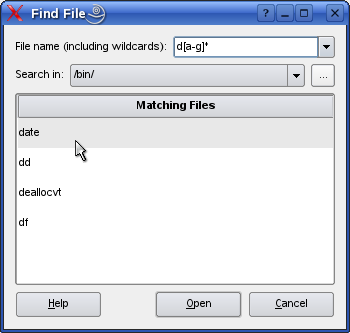 Find File
File name (including wildcards): d[a-g]*
Search in: /bin/ ...
Matching Files
date
dd
deallocvt
df
Help Open Cancel